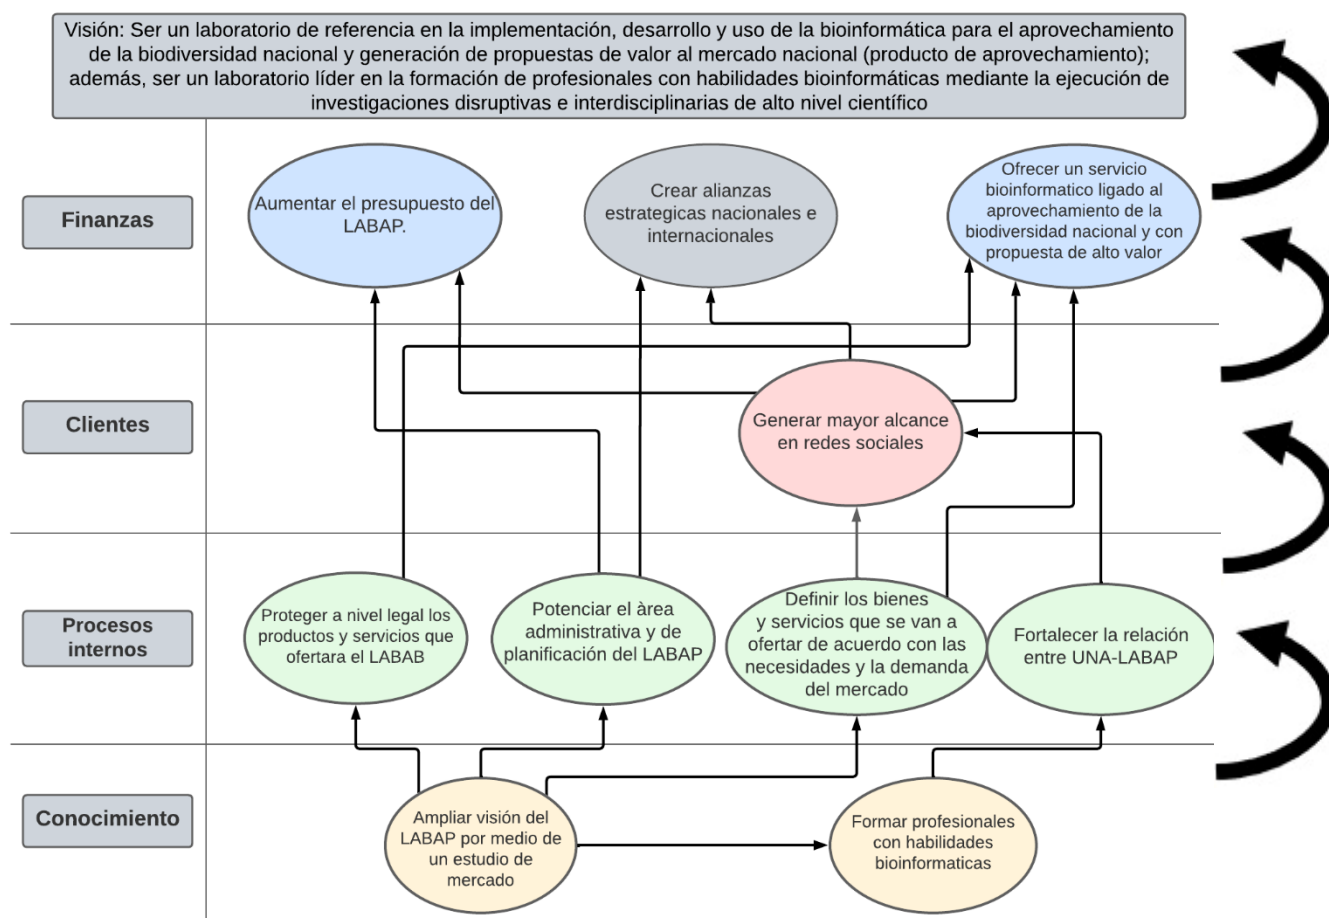 Visión: Ser un laboratorio de referencia en la implementación, desarrollo y uso de la bioinformática para el aprovechamiento
de la biodiversidad nacional y generación de propuestas de valor al mercado nacional (producto de aprovechamiento);
además, ser un laboratorio líder en la formación de profesionales con habilidades bioinformáticas mediante la ejecución de
investigaciones disruptivas e interdisciplinarias de alto nivel científico
Finanzas
Aumentar el presupuesto del
LABAP.
Crear alianzas
estrategicas nacionales e
internacionales
Ofrecer un servicio
bioinformatico ligado al
aprovechamiento de la
biodiversidad nacional y con
propuesta de alto valor
Clientes
Generar mayor alcance
en redes sociales
Procesos
internos
Proteger a nivel legal los
productos y servicios que
ofertara el LABAB
Potenciar el àrea
administrativa y de
planificación del LABAP
Definir los bienes
y servicios que se van a
ofertar de acuerdo con las
necesidades y la demanda
del mercado
Fortalecer la relación
entre UNA-LABAP
Conocimiento
Ampliar visión del
LABAP por medio de
un estudio de
mercado
Formar profesionales
con habilidades
bioinformaticas